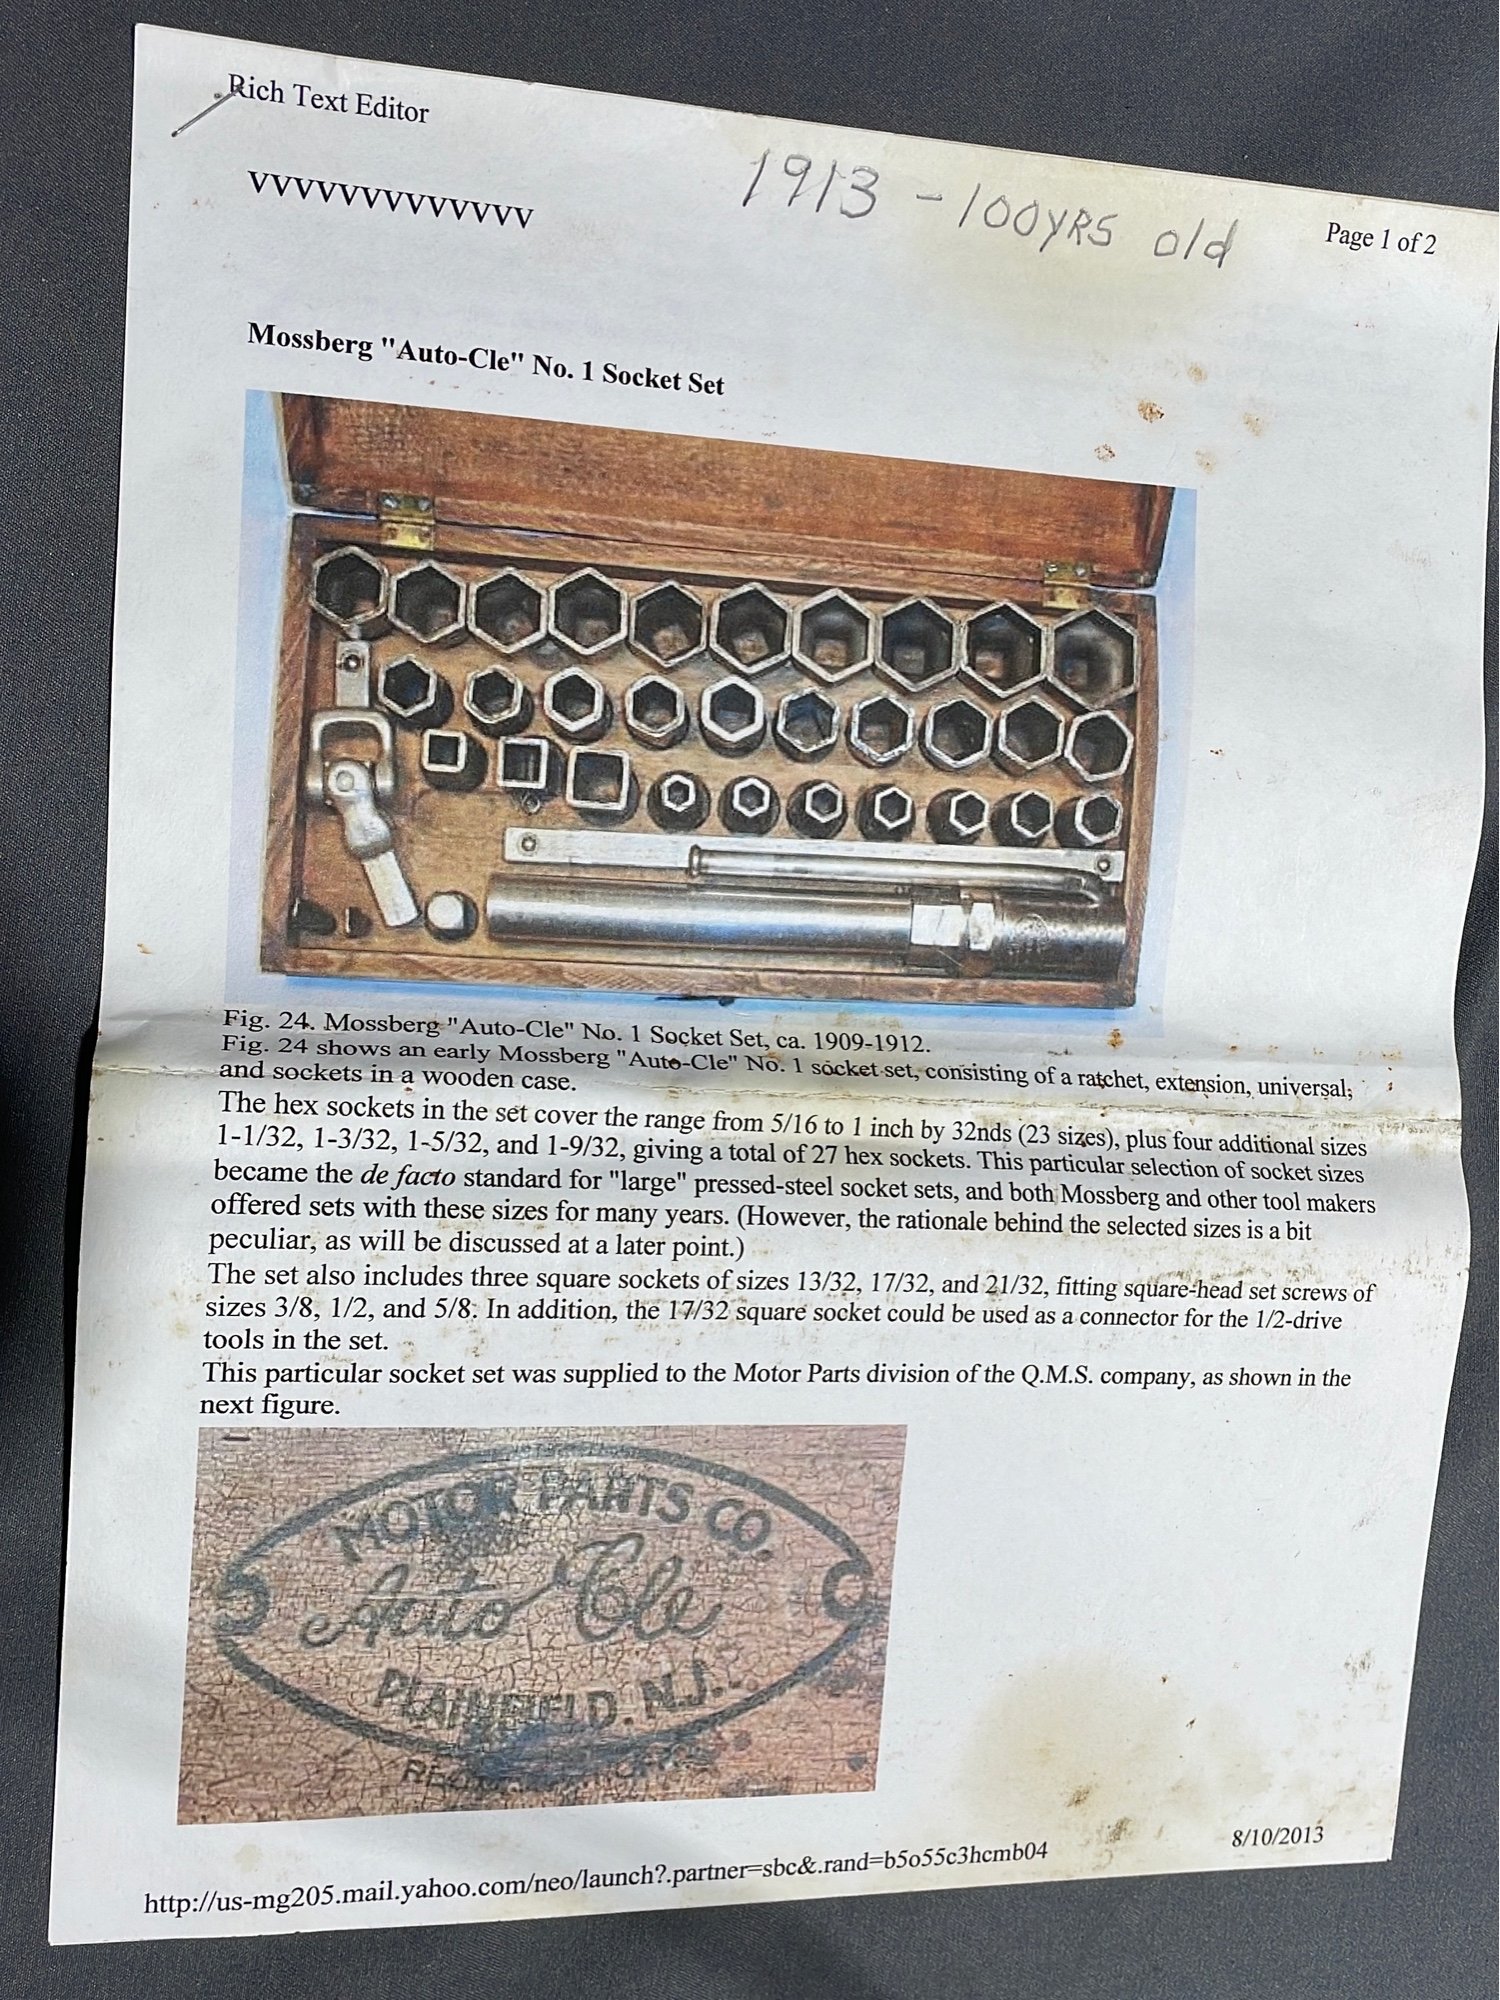 Rich Text Editor
1913 - 100YRS old
Page 1 of 2
VVVVVVVVVVVVV
Mossberg "Auto-Cle" No. 1 Socket Set
Fig. 24. Mossberg "Auto-Cle" No. 1 Socket Set, ca. 1909-1912.
Fig. 24 shows an early Mossberg "Auto-Cle" No. 1 socket set, consisting of a ratchet, extension, universal,
and sockets in a wooden case.
The hex sockets in the set cover the range from 5/16 to 1 inch by 32nds (23 sizes), plus four additional sizes
1-1/32, 1-3/32, 1-5/32, and 1-9/32, giving a total of 27 hex sockets. This particular selection of socket sizes
became the de facto standard for "large" pressed-steel socket sets, and both Mossberg and other tool makers
offered sets with these sizes for many years. (However, the rationale behind the selected sizes is a bit
peculiar, as will be discussed at a later point.)
The set also includes three square sockets of sizes 13/32, 17/32, and 21/32, fitting square-head set screws of
sizes 3/8, 1/2, and 5/8. In addition, the 17/32 square socket could be used as a connector for the 1/2-drive
tools in the set.
This particular socket set was supplied to the Motor Parts division of the Q.M.S. company, as shown in the
next figure.
MOTOR PARTS CO.
Auto Cle
PLAINFIELD. N.J.
http://us-mg205.mail.yahoo.com/neo/launch?.partner=sbc&.rand=b5o55c3hcmb04
8/10/2013